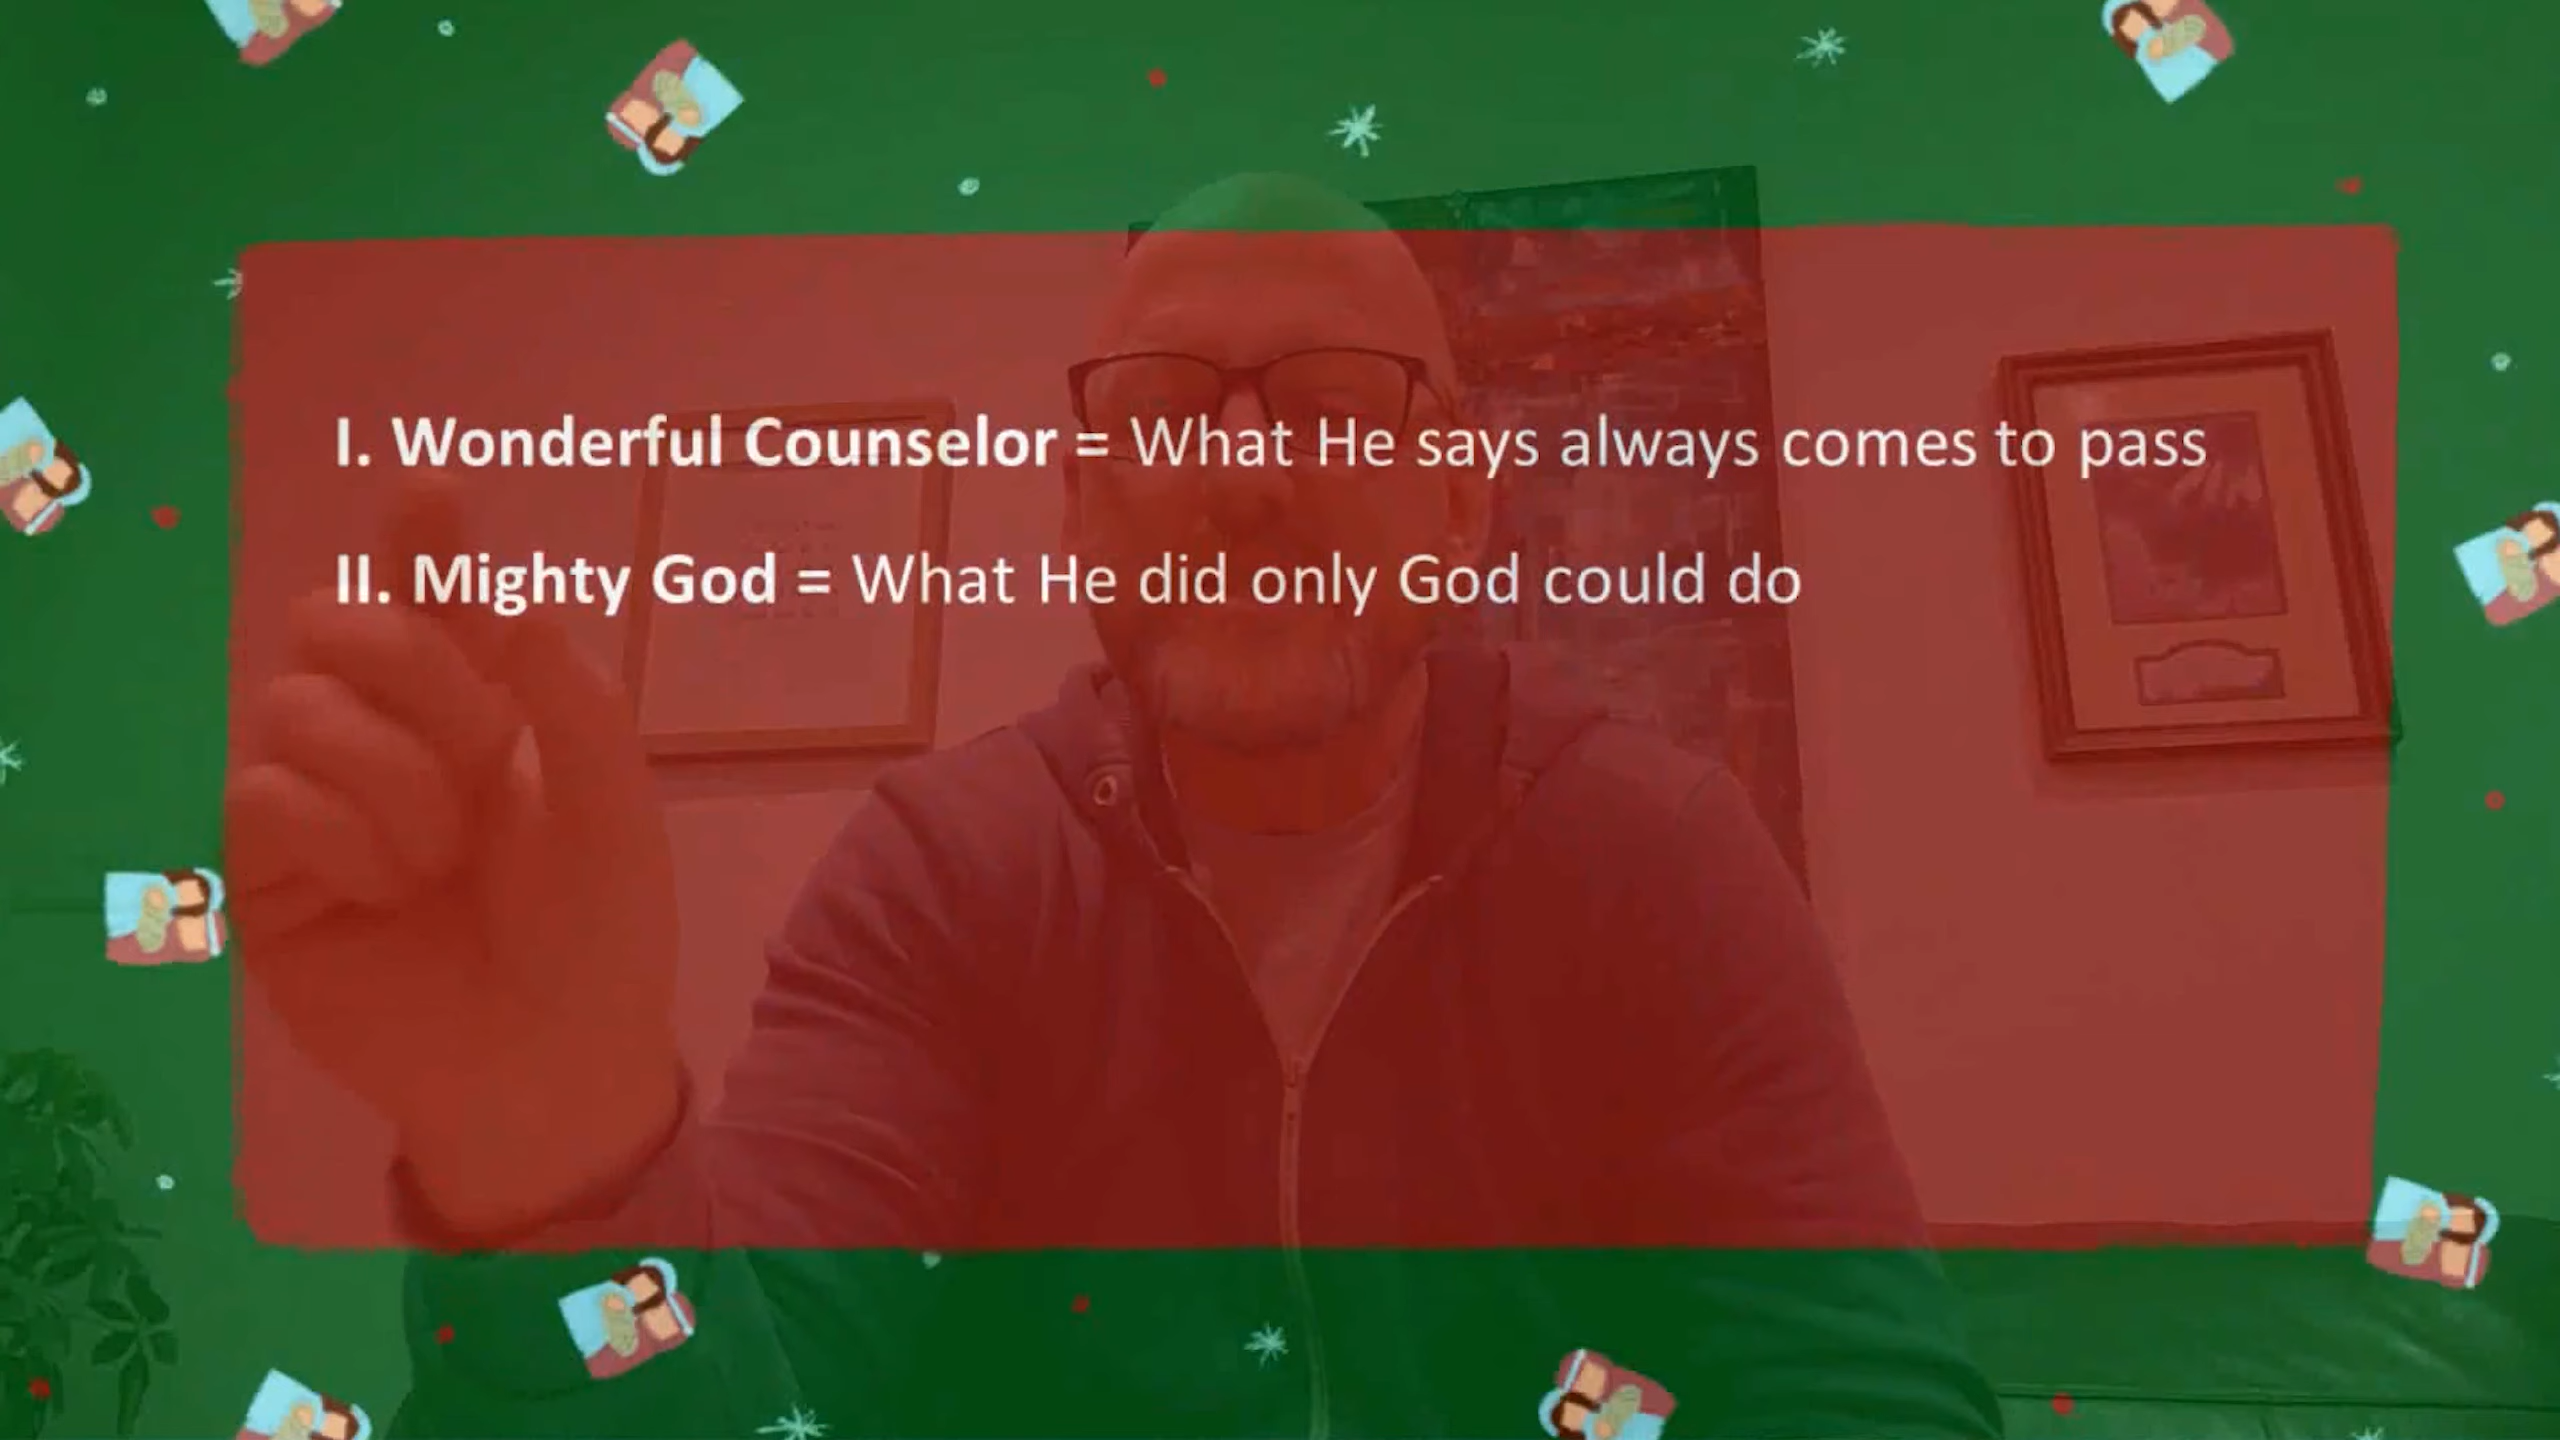 I. Wonderful Counselor = What He says always comes to pass
II. Mighty God = What He did only God could do